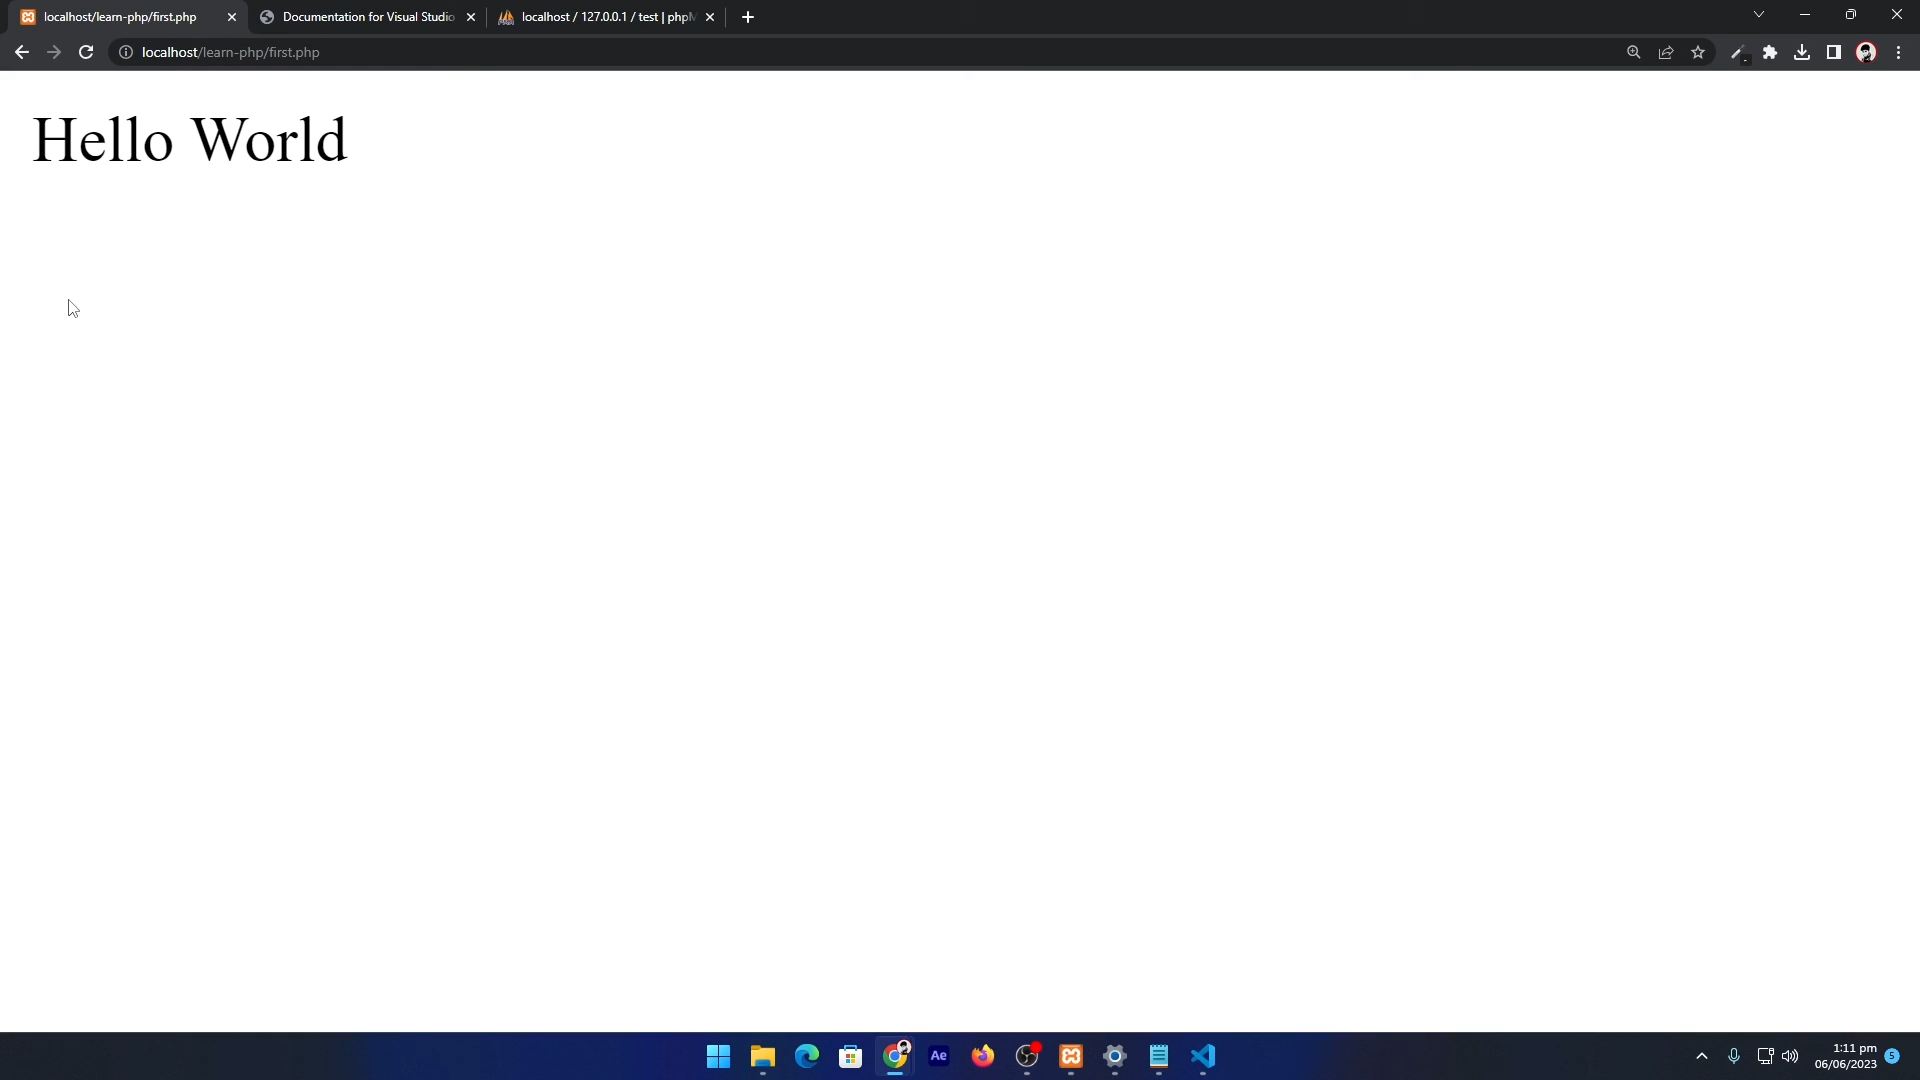 localhost/learn-php/first.php
Documentation for Visual Studio
localhost / 127.0.0.1 / test | phpM
localhost/learn-php/first.php
Hello World
Ae
1:11 pm
06/06/2023
5